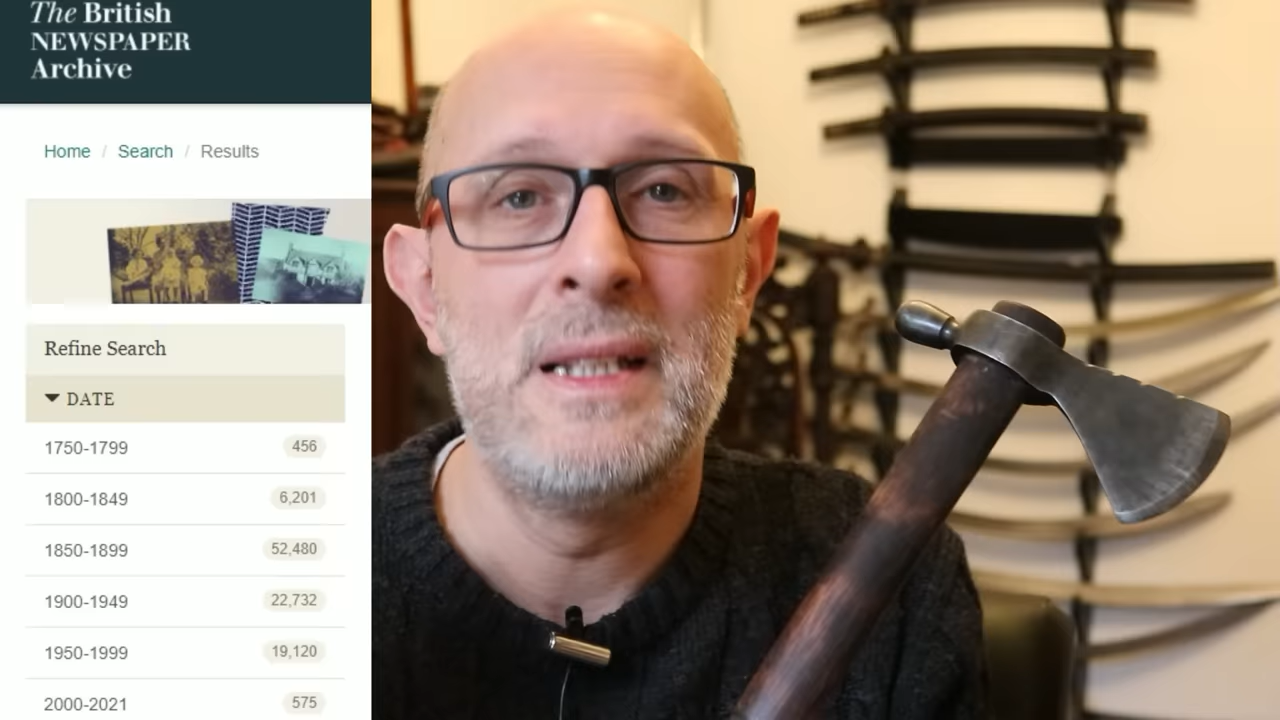 The British
NEWSPAPER
Archive
Home / Search / Results
Refine Search
DATE
1750-1799 456
1800-1849 6,201
1850-1899 52,480
1900-1949 22,732
1950-1999 19,120
2000-2021 575